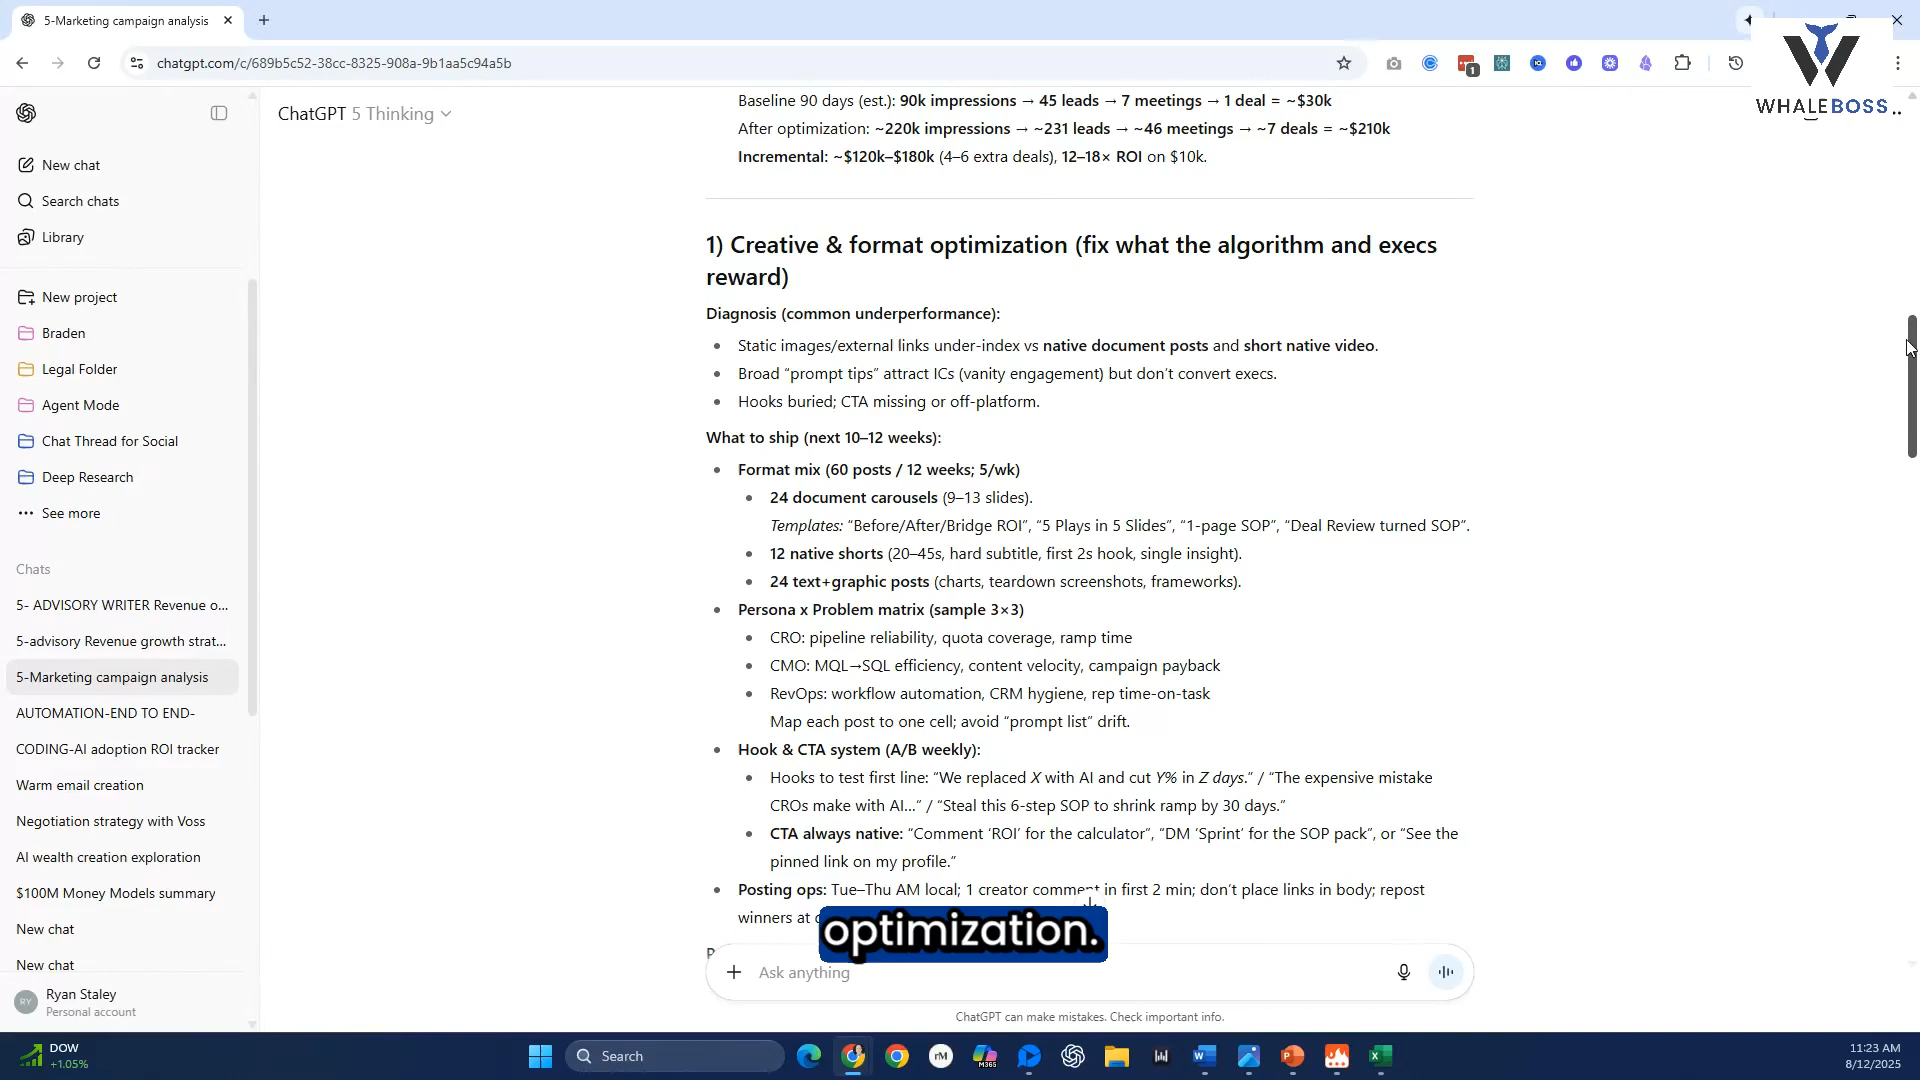 5-Marketing campaign analysis
chatgpt.com/c/689b5c52-38cc-8325-908a-9b1aa5c94a5b
1
WHALEBOSS
ChatGPT 5 Thinking
New chat
Search chats
Library
New project
Braden
Legal Folder
Agent Mode
Chat Thread for Social
Deep Research
See more
Chats
5- ADVISORY WRITER Revenue o...
5-advisory Revenue growth strat...
5-Marketing campaign analysis
AUTOMATION-END TO END-
CODING-AI adoption ROI tracker
Warm email creation
Negotiation strategy with Voss
AI wealth creation exploration
$100M Money Models summary
New chat
New chat
RY
Ryan Staley
Personal account
Baseline 90 days (est.): 90k impressions → 45 leads → 7 meetings → 1 deal = ~$30k
After optimization: ~220k impressions → ~231 leads → ~46 meetings → ~7 deals = ~$210k
Incremental: ~$120k–$180k (4–6 extra deals), 12–18× ROI on $10k.
1) Creative & format optimization (fix what the algorithm and execs
reward)
Diagnosis (common underperformance):
• Static images/external links under-index vs native document posts and short native video.
• Broad “prompt tips” attract ICs (vanity engagement) but don’t convert execs.
• Hooks buried; CTA missing or off-platform.
What to ship (next 10–12 weeks):
• Format mix (60 posts / 12 weeks; 5/wk)
• 24 document carousels (9–13 slides).
Templates: “Before/After/Bridge ROI”, “5 Plays in 5 Slides”, “1-page SOP”, “Deal Review turned SOP”.
• 12 native shorts (20–45s, hard subtitle, first 2s hook, single insight).
• 24 text+graphic posts (charts, teardown screenshots, frameworks).
• Persona x Problem matrix (sample 3×3)
• CRO: pipeline reliability, quota coverage, ramp time
• CMO: MQL→SQL efficiency, content velocity, campaign payback
• RevOps: workflow automation, CRM hygiene, rep time-on-task
Map each post to one cell; avoid “prompt list” drift.
• Hook & CTA system (A/B weekly):
• Hooks to test first line: “We replaced X with AI and cut Y% in Z days.” / “The expensive mistake
CROs make with AI…” / “Steal this 6-step SOP to shrink ramp by 30 days.”
• CTA always native: “Comment ‘ROI’ for the calculator”, “DM ‘Sprint’ for the SOP pack”, or “See the
pinned link on my profile.”
• Posting ops: Tue–Thu AM local; 1 creator comment in first 2 min; don’t place links in body; repost
winners at
optimization.
Ask anything
ChatGPT can make mistakes. Check important info.
DOW
+1.05%
Search
rM
M365
11:23 AM
8/12/2025